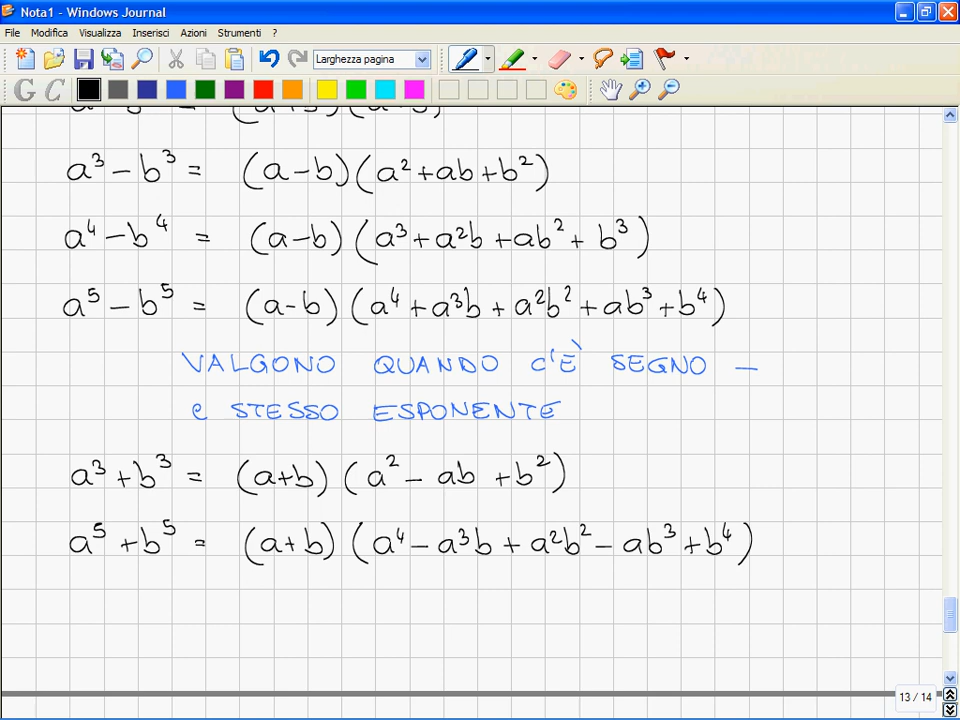 Nota1 - Windows Journal
File Modifica Visualizza Inserisci Azioni Strumenti ?
Larghezza pagina
G C
a³ - b³ = (a-b)(a²+ab+b²)
a⁴ - b⁴ = (a-b)(a³+a²b+ab²+b³)
a⁵ - b⁵ = (a-b)(a⁴+a³b+a²b²+ab³+b⁴)
VALGONO QUANDO C'È SEGNO -
e STESSO ESPONENTE
a³+b³ = (a+b)(a²-ab+b²)
a⁵+b⁵ = (a+b)(a⁴-a³b+a²b²-ab³+b⁴)
13 / 14